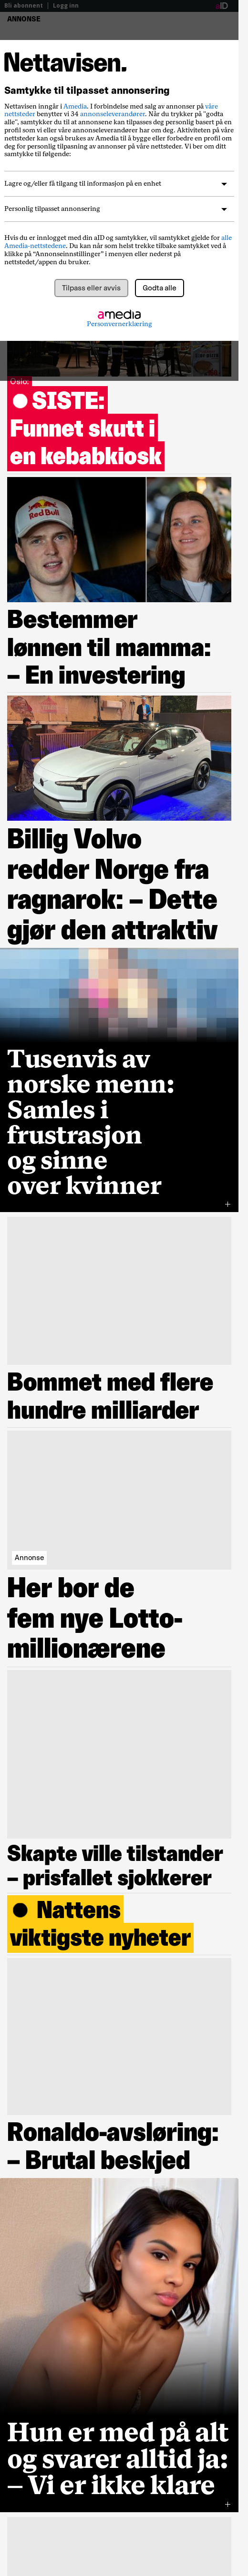 Bli abonnent | Logg inn
aID
ANNONSE
Nettavisen.
Samtykke til tilpasset annonsering
Nettavisen inngår i Amedia. I forbindelse med salg av annonser på våre
nettsteder benytter vi 34 annonseleverandører. Når du trykker på "godta
alle", samtykker du til at annonsene kan tilpasses deg personlig basert på en
profil som vi eller våre annonseleverandører har om deg. Aktiviteten på våre
nettsteder kan også brukes av Amedia til å bygge eller forbedre en profil om
deg for personlig tilpasning av annonser på våre nettsteder. Vi ber om ditt
samtykke til følgende:
Lagre og/eller få tilgang til informasjon på en enhet
Personlig tilpasset annonsering
Hvis du er innlogget med din aID og samtykker, vil samtykket gjelde for alle
Amedia-nettstedene. Du kan når som helst trekke tilbake samtykket ved å
klikke på “Annonseinnstillinger” i menyen eller nederst på
nettstedet/appen du bruker.
Tilpass eller avvis
Godta alle
amedia
Personvernerklæring
Oslo:
SISTE:
Funnet skutt i
en kebabkiosk
Red Bull
Bestemmer
lønnen til mamma:
– En investering
Billig Volvo
redder Norge fra
ragnarok: – Dette
gjør den attraktiv
Tusenvis av
norske menn:
Samles i
frustrasjon
og sinne
over kvinner
+
Bommet med flere
hundre milliarder
Annonse
Her bor de
fem nye Lotto-
millionærene
Skapte ville tilstander
– prisfallet sjokkerer
Nattens
viktigste nyheter
Ronaldo-avsløring:
– Brutal beskjed
Hun er med på alt
og svarer alltid ja:
– Vi er ikke klare
+